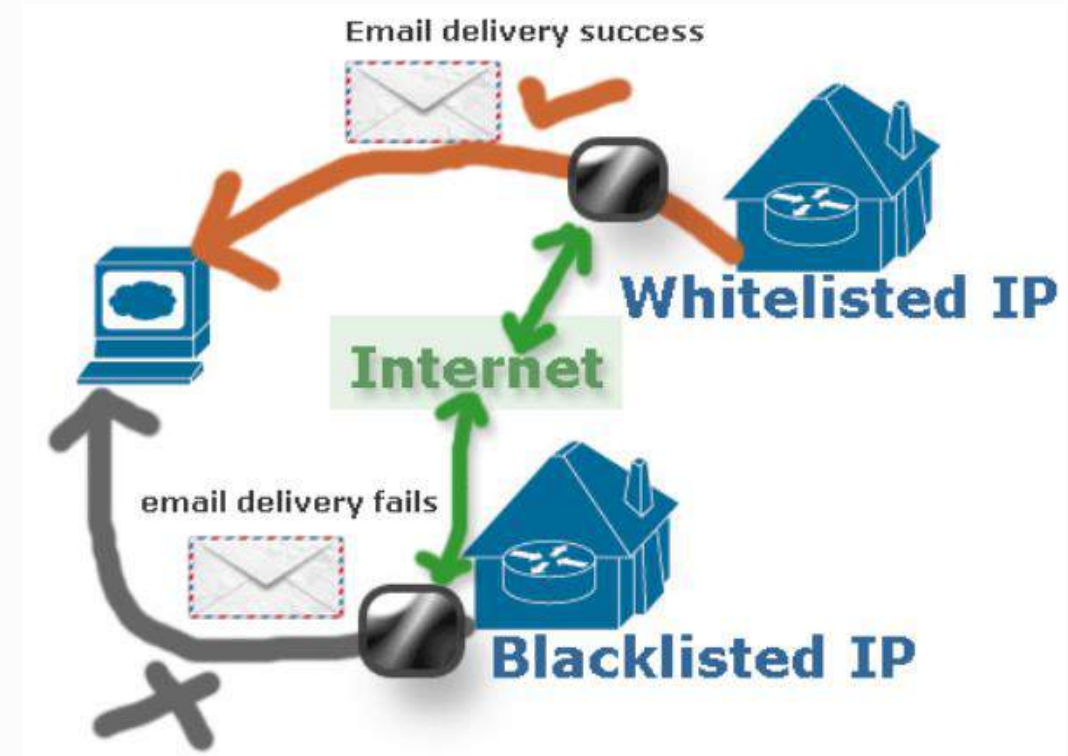 Email delivery success
Whitelisted IP
Internet
email delivery fails
Blacklisted IP